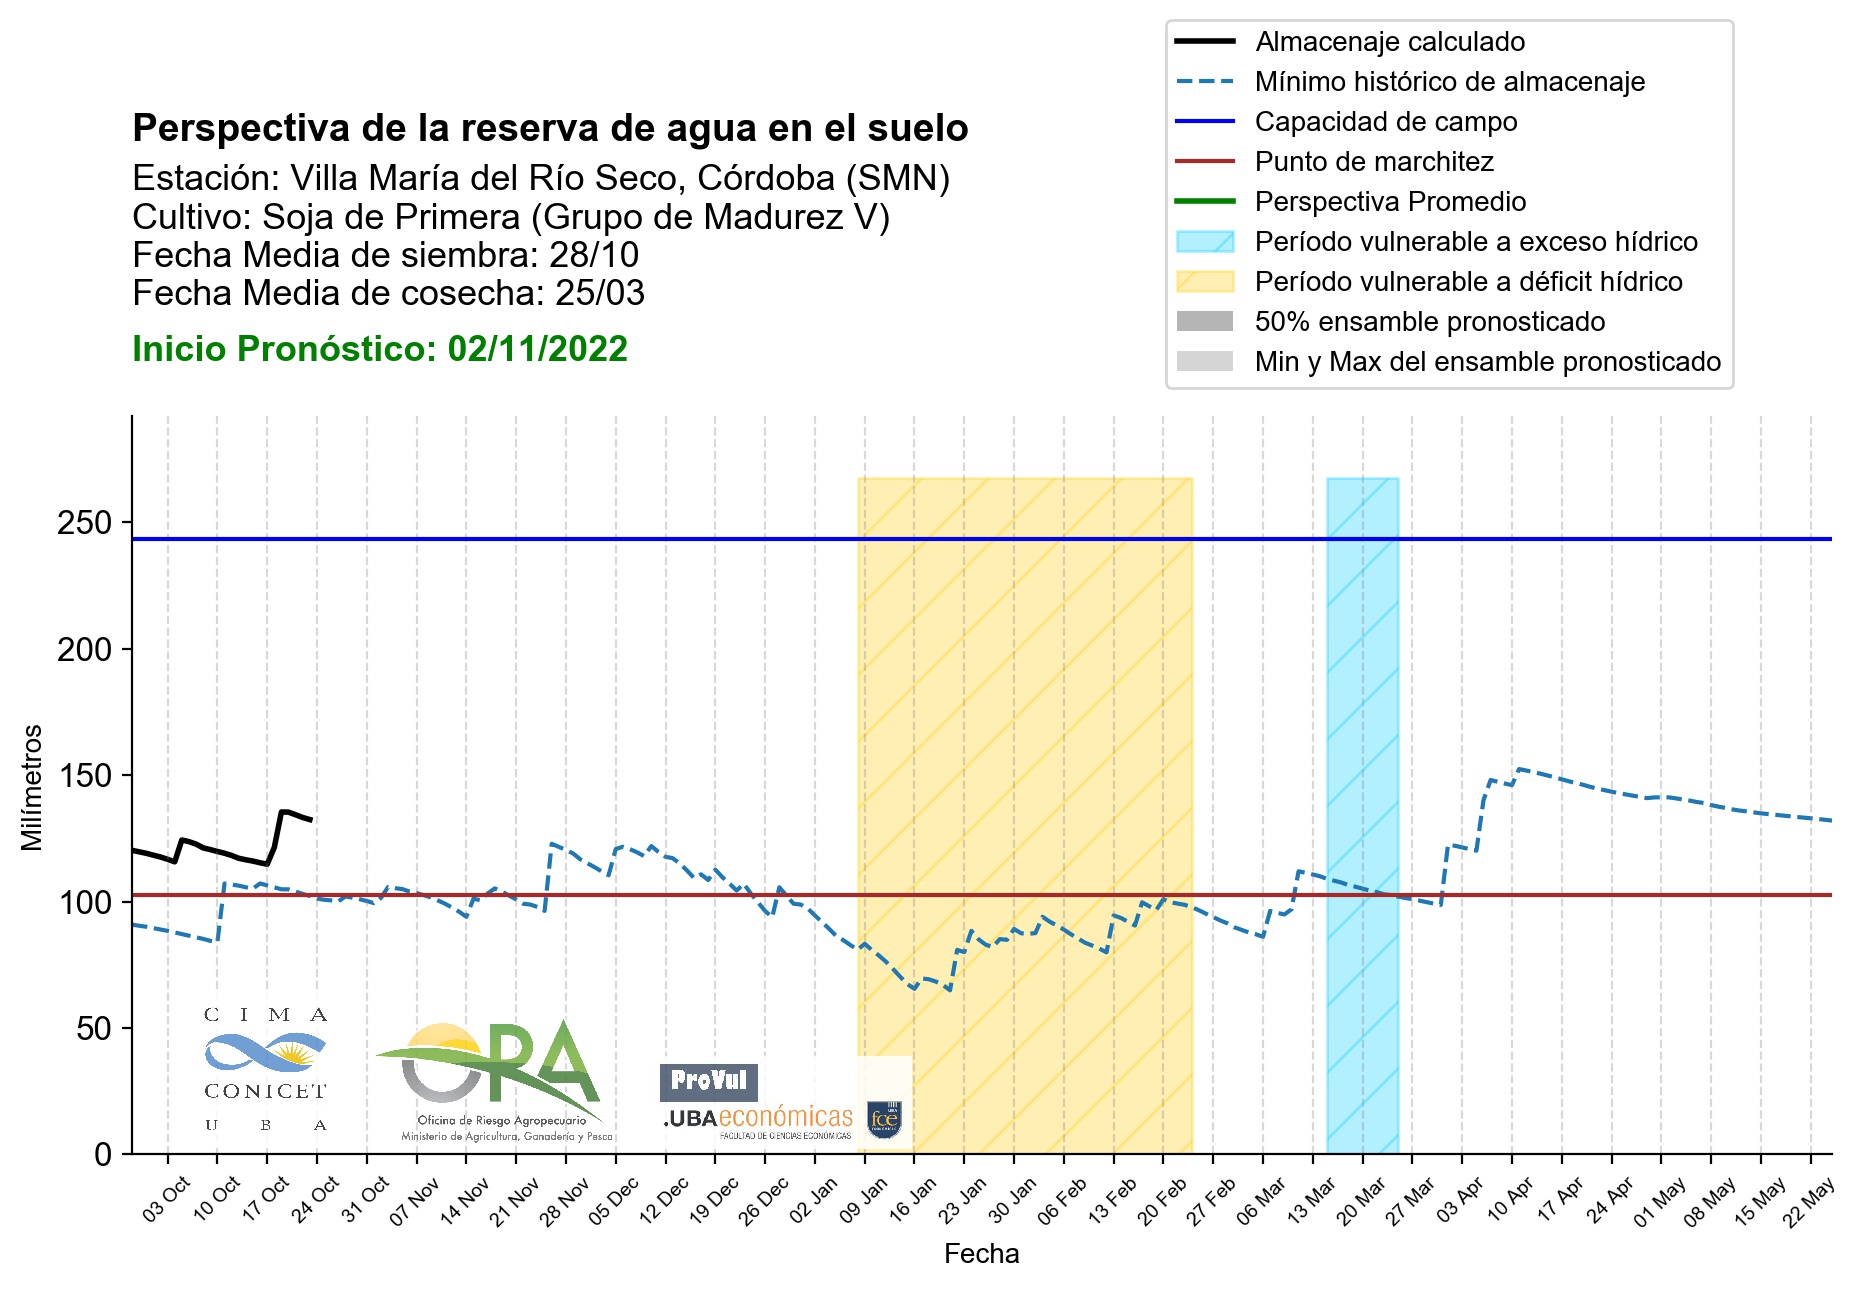 Almacenaje calculado
Mínimo histórico de almacenaje
Capacidad de campo
Punto de marchitez
Perspectiva Promedio
Período vulnerable a exceso hídrico
Período vulnerable a déficit hídrico
50% ensamble pronosticado
Min y Max del ensamble pronosticado
Perspectiva de la reserva de agua en el suelo
Estación: Villa María del Río Seco, Córdoba (SMN)
Cultivo: Soja de Primera (Grupo de Madurez V)
Fecha Media de siembra: 28/10
Fecha Media de cosecha: 25/03
Inicio Pronóstico: 02/11/2022
Milímetros
250
200
150
100
50
0
CIMA
CONICET
UBA
ORA
Oficina de Riesgo Agropecuario
Ministerio de Agricultura, Ganadería y Pesca
ProVul
.UBAeconómicas
FACULTAD DE CIENCIAS ECONÓMICAS
fce
03 Oct
10 Oct
17 Oct
24 Oct
31 Oct
07 Nov
14 Nov
21 Nov
28 Nov
05 Dec
12 Dec
19 Dec
26 Dec
02 Jan
09 Jan
16 Jan
23 Jan
30 Jan
06 Feb
13 Feb
20 Feb
27 Feb
06 Mar
13 Mar
20 Mar
27 Mar
03 Apr
10 Apr
17 Apr
24 Apr
01 May
08 May
15 May
22 May
Fecha